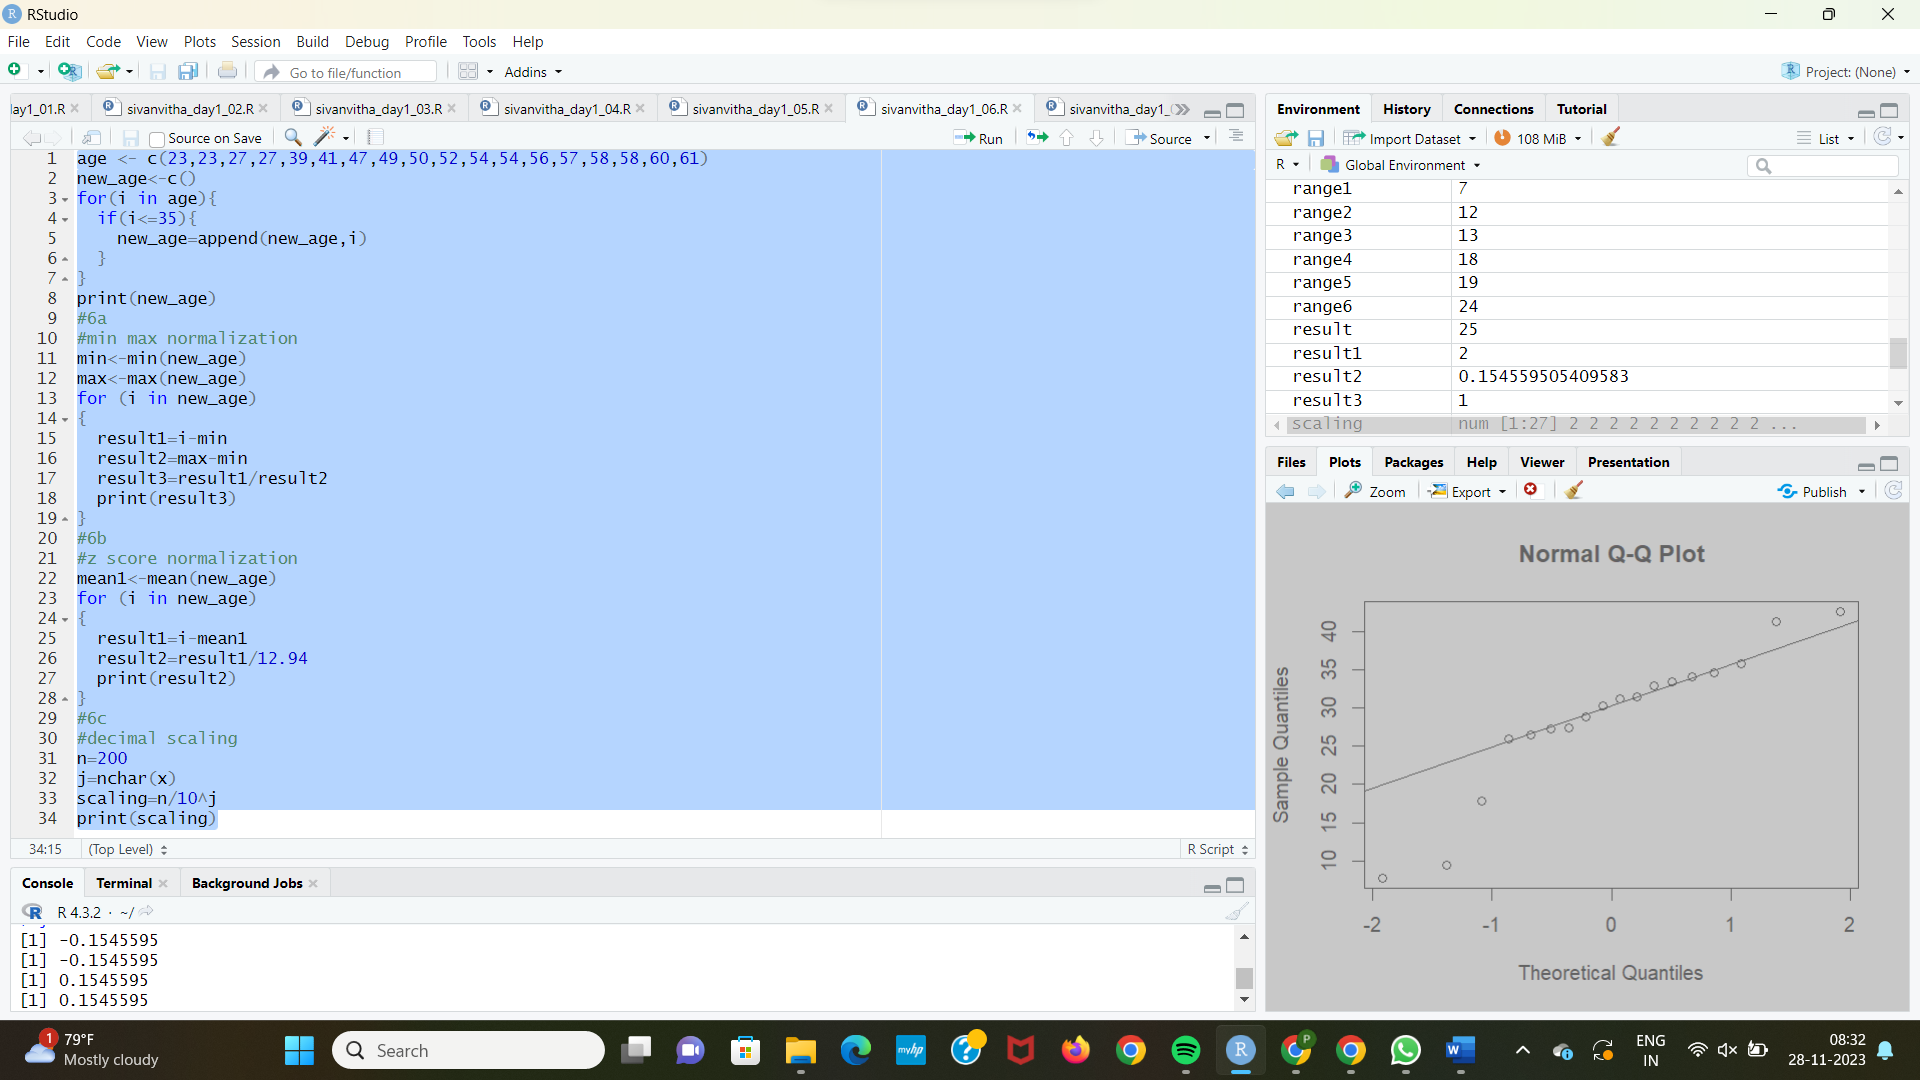 RStudio
File Edit Code View Plots Session Build Debug Profile Tools Help
Go to file/function Addins Project: (None)
lay1_01.R sivanvitha_day1_02.R sivanvitha_day1_03.R sivanvitha_day1_04.R sivanvitha_day1_05.R sivanvitha_day1_06.R sivanvitha_day1_
Source on Save Run Source
1 age <- c(23,23,27,27,39,41,47,49,50,52,54,54,56,57,58,58,60,61)
2 new_age<-c()
3 for(i in age){
4 if(i<=35){
5 new_age=append(new_age,i)
6 }
7 }
8 print(new_age)
9 #6a
10 #min max normalization
11 min<-min(new_age)
12 max<-max(new_age)
13 for (i in new_age)
14 {
15 result1=i-min
16 result2=max-min
17 result3=result1/result2
18 print(result3)
19 }
20 #6b
21 #z score normalization
22 mean1<-mean(new_age)
23 for (i in new_age)
24 {
25 result1=i-mean1
26 result2=result1/12.94
27 print(result2)
28 }
29 #6c
30 #decimal scaling
31 n=200
32 j=nchar(x)
33 scaling=n/10^j
34 print(scaling)
34:15 (Top Level) R Script
Console Terminal Background Jobs
R 4.3.2 · ~/
[1] -0.1545595
[1] -0.1545595
[1] 0.1545595
[1] 0.1545595
Environment History Connections Tutorial
Import Dataset 108 MiB List
R Global Environment
range1 7
range2 12
range3 13
range4 18
range5 19
range6 24
result 25
result1 2
result2 0.154559505409583
result3 1
scaling num [1:27] 2 2 2 2 2 2 2 2 2 2 ...
Files Plots Packages Help Viewer Presentation
Zoom Export Publish
Normal Q-Q Plot
Sample Quantiles
40
35
30
25
20
15
10
-2 -1 0 1 2
Theoretical Quantiles
1 79°F
Mostly cloudy
Search
myhp
P
R
W
ENG
IN
08:32
28-11-2023